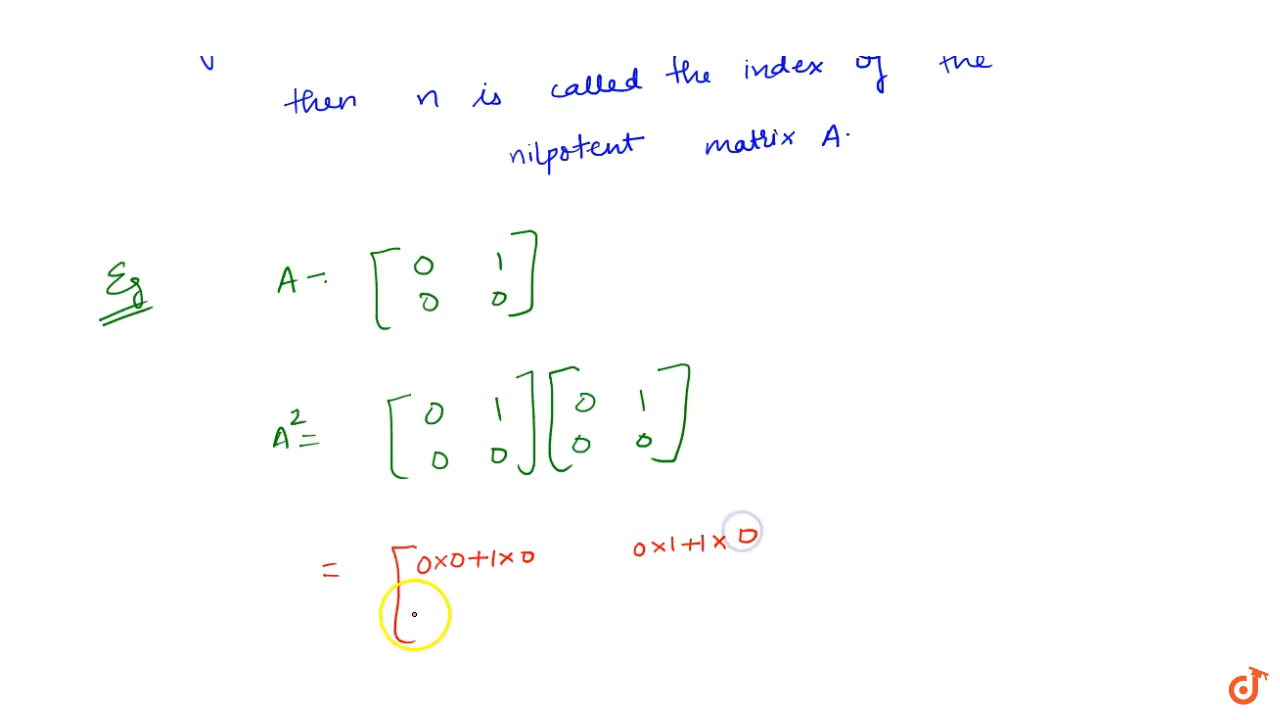 then n is called the index of the
nilpotent matrix A.
Eg A = [ 0 1
0 0 ]
A² = [ 0 1
0 0 ] [ 0 1
0 0 ]
= [ 0×0+1×0 0×1+1×0